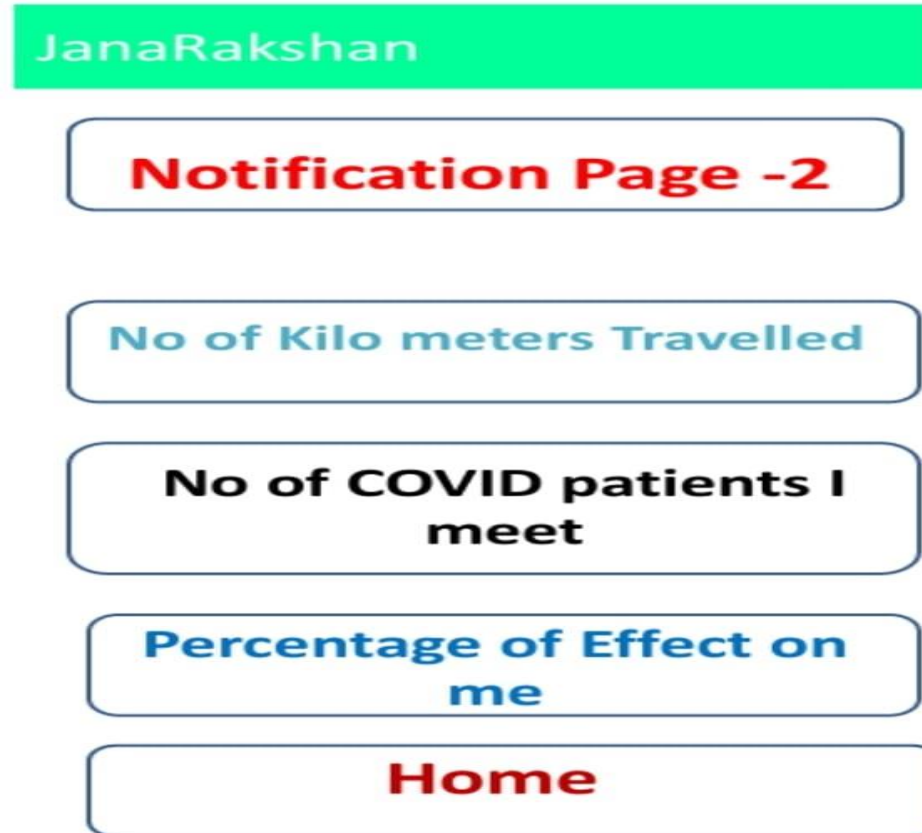 JanaRakshan
Notification Page -2
No of Kilo meters Travelled
No of COVID patients I
meet
Percentage of Effect on
me
Home